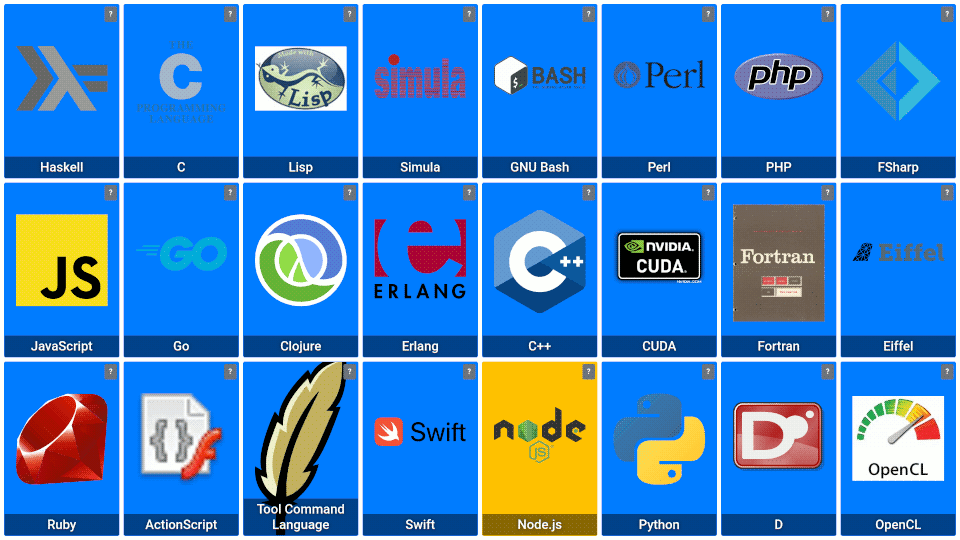 ?
?
?
?
?
?
?
?
THE
C
PROGRAMMING
LANGUAGE
made with
Lisp
simula
$_
BASH
Perl
php
Haskell
C
Lisp
Simula
GNU Bash
Perl
PHP
FSharp
?
?
?
?
?
?
?
?
JS
GO
e
ERLANG
C++
NVIDIA.
CUDA.
Fortran
Eiffel
JavaScript
Go
Clojure
Erlang
C++
CUDA
Fortran
Eiffel
?
?
?
?
?
?
?
?
{}
Swift
node
JS
D
OpenCL
Ruby
ActionScript
Tool Command
Language
Swift
Node.js
Python
D
OpenCL